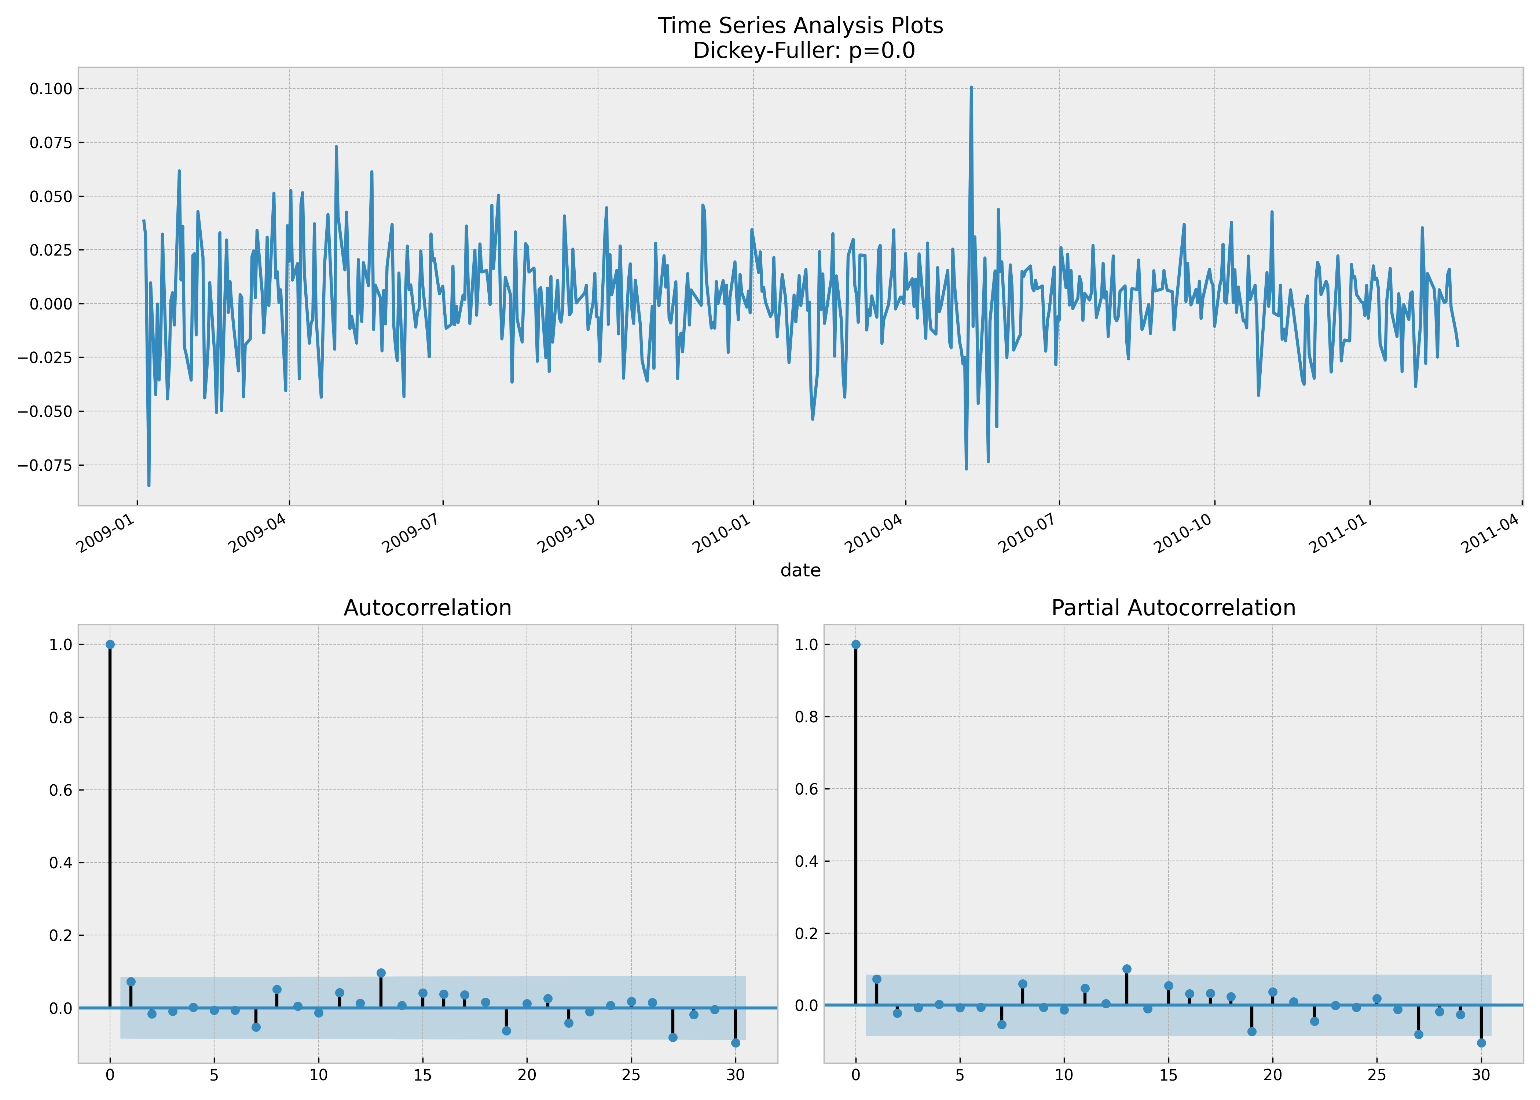 Time Series Analysis Plots
Dickey-Fuller: p=0.0
0.100
0.075
0.050
0.025
0.000
−0.025
−0.050
−0.075
2009-01 2009-04 2009-07 2009-10 2010-01 2010-04 2010-07 2010-10 2011-01 2011-04
date
Autocorrelation
1.0
0.8
0.6
0.4
0.2
0.0
0 5 10 15 20 25 30
Partial Autocorrelation
1.0
0.8
0.6
0.4
0.2
0.0
0 5 10 15 20 25 30